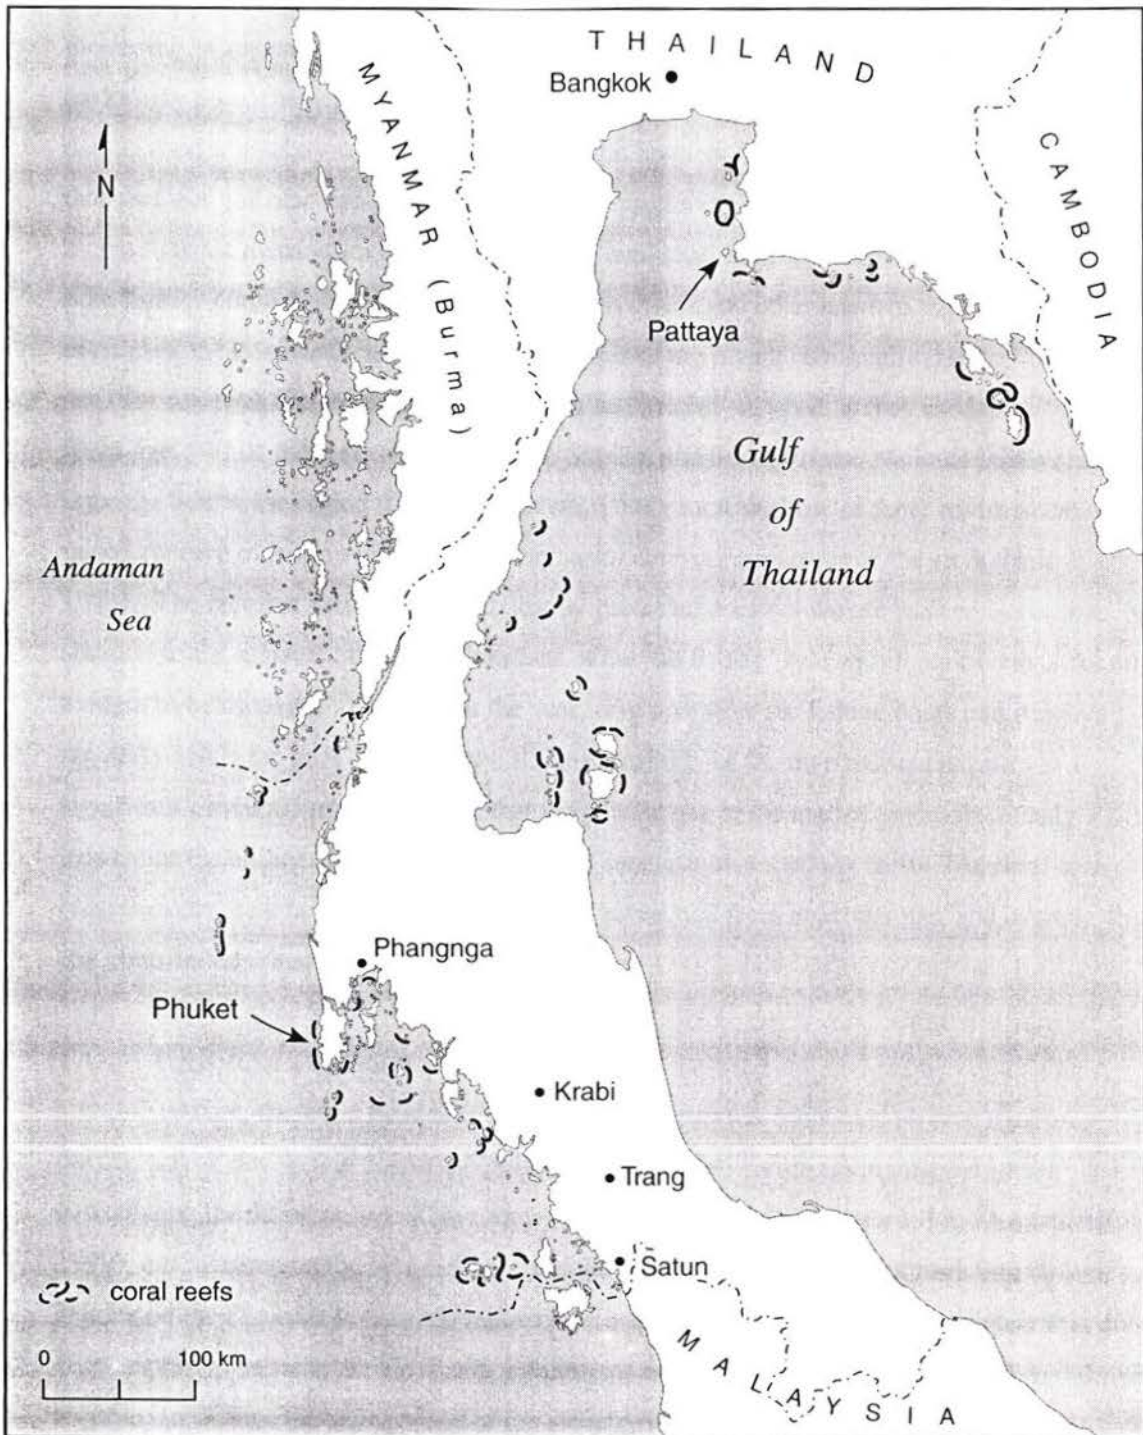 THAILAND
Bangkok
MYANMAR (Burma)
CAMBODIA
N
Pattaya
Gulf
of
Thailand
Andaman
Sea
Phangnga
Phuket
Krabi
Trang
Satun
coral reefs
0 100 km
MALAYSIA